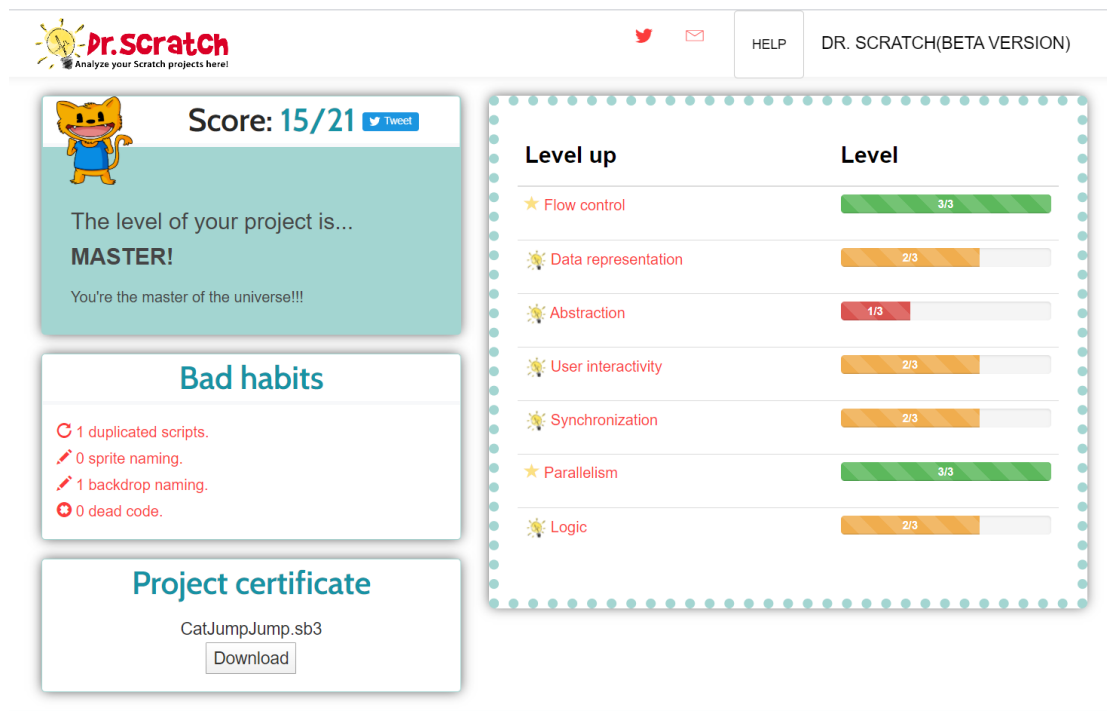 Dr.Scratch
Analyze your Scratch projects here!
HELP
DR. SCRATCH(BETA VERSION)
Score: 15/21
Tweet
The level of your project is...
MASTER!
You're the master of the universe!!!
Bad habits
1 duplicated scripts.
0 sprite naming.
1 backdrop naming.
0 dead code.
Project certificate
CatJumpJump.sb3
Download
Level up Level
Flow control 3/3
Data representation 2/3
Abstraction 1/3
User interactivity 2/3
Synchronization 2/3
Parallelism 3/3
Logic 2/3